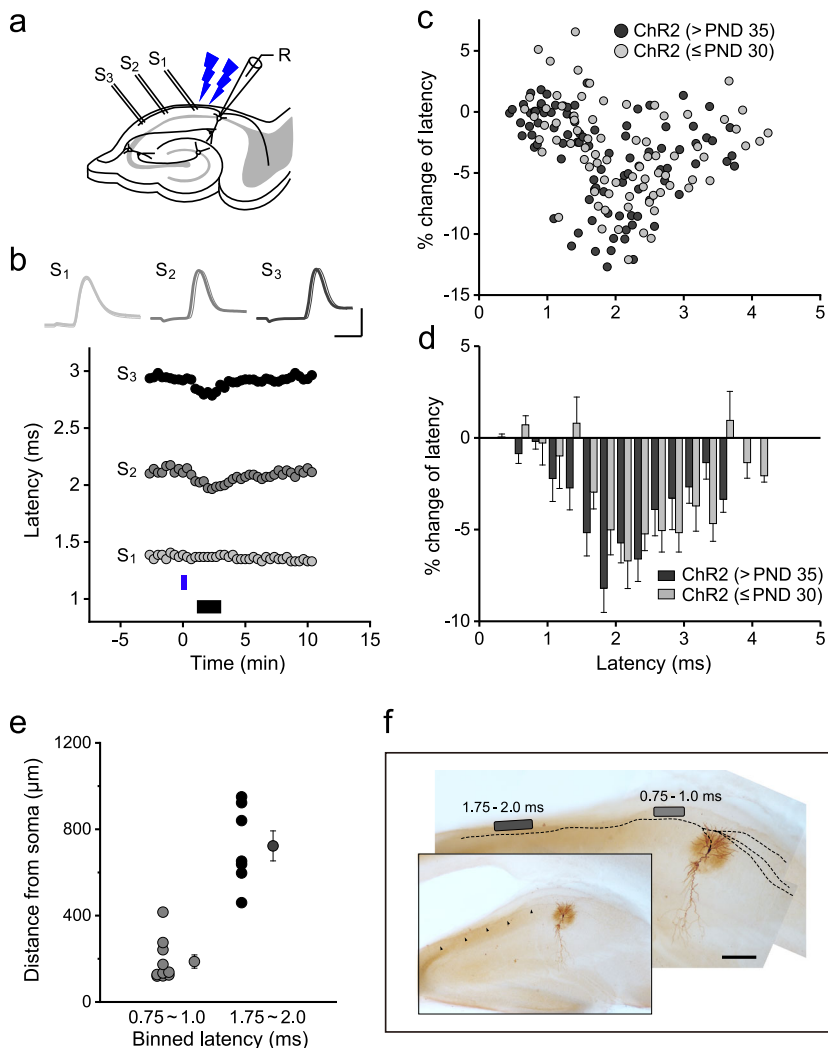 a
S3
S2
S1
R
b
S1
S2
S3
3
2
1
Latency (ms)
S3
S2
S1
-5
0
5
10
15
Time (min)
c
ChR2 (> PND 35)
ChR2 (≤ PND 30)
5
0
-5
-10
-15
% change of latency
0
1
2
3
4
5
d
5
0
-5
-10
% change of latency
ChR2 (> PND 35)
ChR2 (≤ PND 30)
0
1
2
3
4
5
Latency (ms)
e
1200
800
400
0
Distance from soma (μm)
0.75 ~ 1.0
1.75 ~ 2.0
Binned latency (ms)
f
1.75 - 2.0 ms
0.75 - 1.0 ms